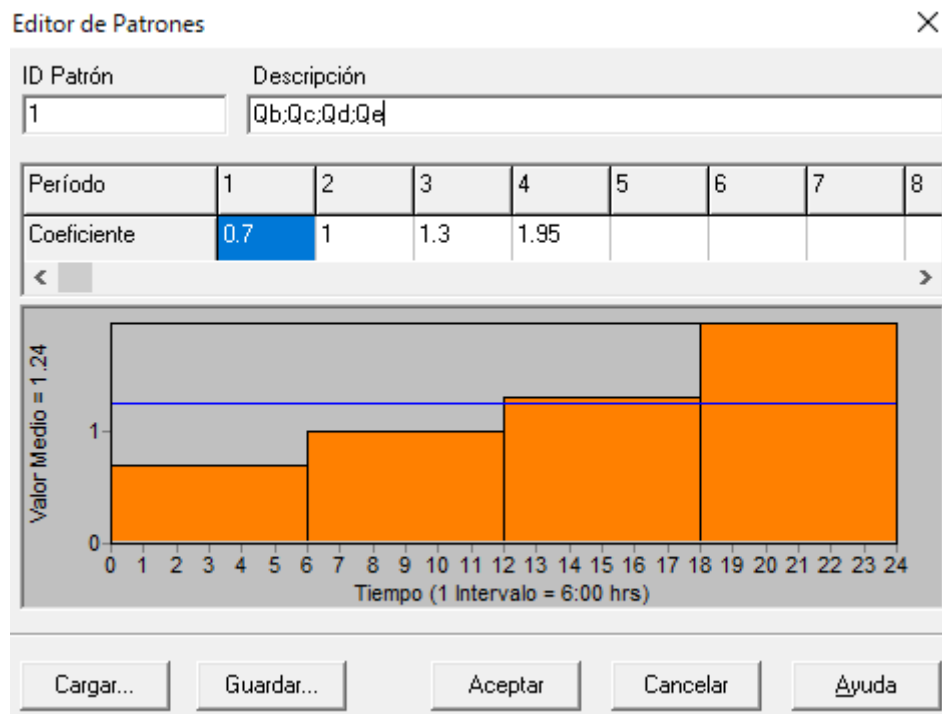 Editor de Patrones
ID Patrón Descripción
1 Qb;Qc;Qd;Qe
Período 1 2 3 4 5 6 7 8
Coeficiente 0.7 1 1.3 1.95
Valor Medio = 1.24
1
0
0 1 2 3 4 5 6 7 8 9 10 11 12 13 14 15 16 17 18 19 20 21 22 23 24
Tiempo (1 Intervalo = 6:00 hrs)
Cargar... Guardar... Aceptar Cancelar Ayuda